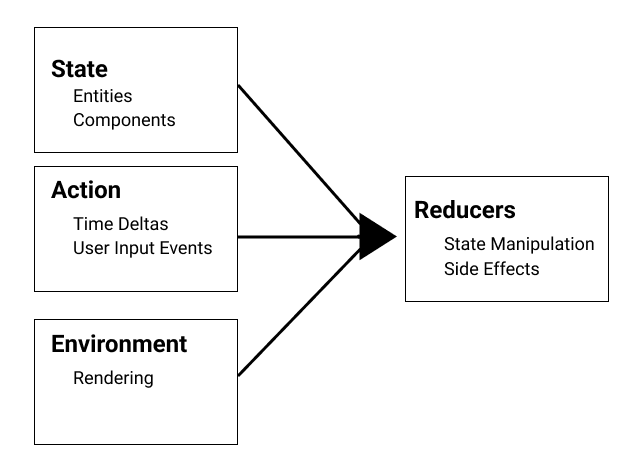 State
Entities
Components
Action
Time Deltas
User Input Events
Environment
Rendering
Reducers
State Manipulation
Side Effects